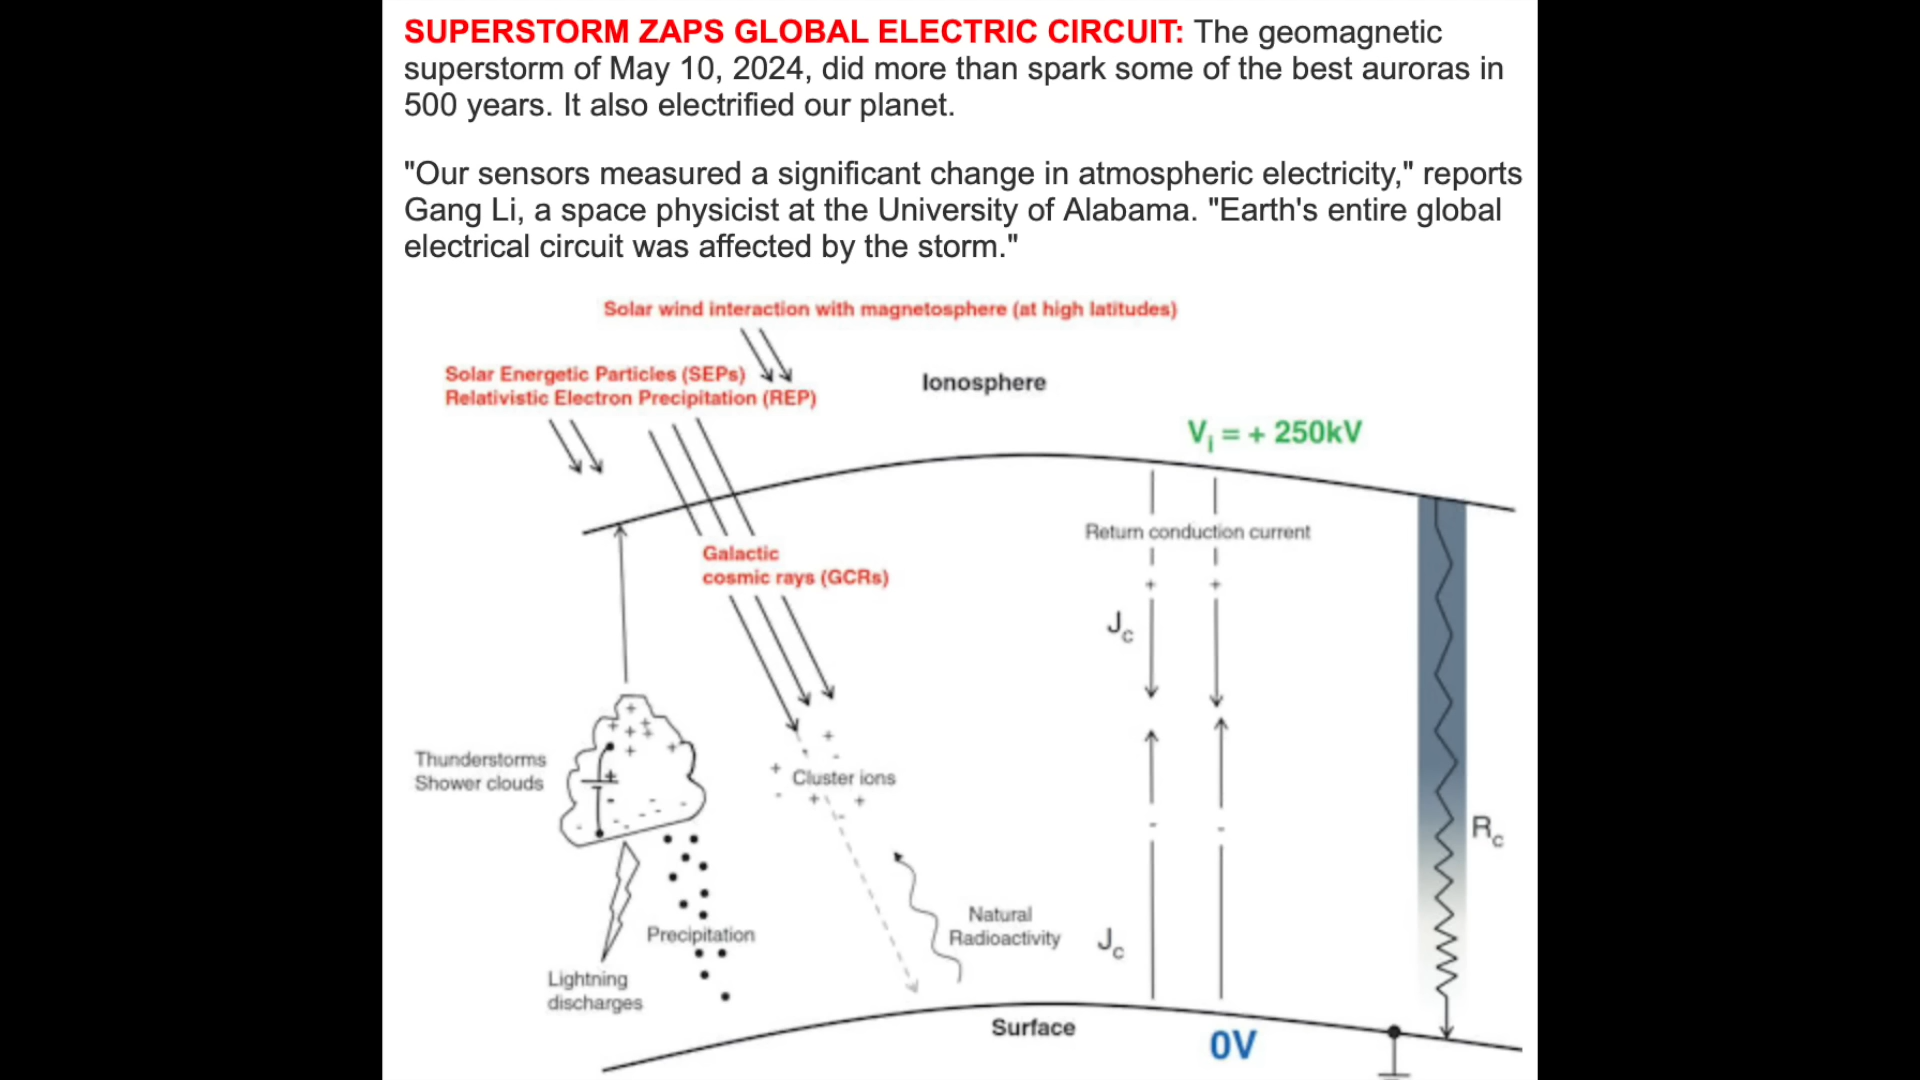 SUPERSTORM ZAPS GLOBAL ELECTRIC CIRCUIT: The geomagnetic
superstorm of May 10, 2024, did more than spark some of the best auroras in
500 years. It also electrified our planet.
"Our sensors measured a significant change in atmospheric electricity," reports
Gang Li, a space physicist at the University of Alabama. "Earth's entire global
electrical circuit was affected by the storm."
Solar wind interaction with magnetosphere (at high latitudes)
Solar Energetic Particles (SEPs)
Relativistic Electron Precipitation (REP)
Ionosphere
Vi = + 250kV
Return conduction current
Galactic
cosmic rays (GCRs)
Jc
Thunderstorms
Shower clouds
Cluster ions
Rc
Natural
Radioactivity
Jc
Precipitation
Lightning
discharges
Surface
0V